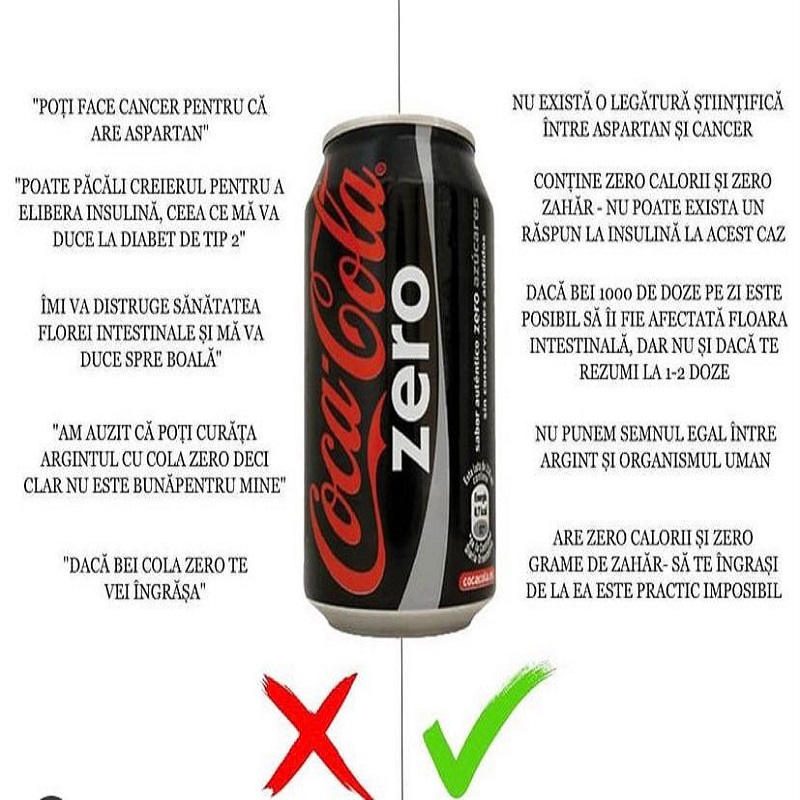 "POȚI FACE CANCER PENTRU CĂ
ARE ASPARTAN"
"POATE PĂCĂLI CREIERUL PENTRU A
ELIBERA INSULINĂ, CEEA CE MĂ VA
DUCE LA DIABET DE TIP 2"
ÎMI VA DISTRUGE SĂNĂTATEA
FLOREI INTESTINALE ȘI MĂ VA
DUCE SPRE BOALĂ"
"AM AUZIT CĂ POȚI CURĂȚA
ARGINTUL CU COLA ZERO DECI
CLAR NU ESTE BUNĂPENTRU MINE"
"DACĂ BEI COLA ZERO TE
VEI ÎNGRĂȘA"
Coca-Cola
zero
sabor auténtico zero azúcares
sin conservantes añadidos
cocacola.es
NU EXISTĂ O LEGĂTURĂ ȘTIINȚIFICĂ
ÎNTRE ASPARTAN ȘI CANCER
CONȚINE ZERO CALORII ȘI ZERO
ZAHĂR - NU POATE EXISTA UN
RĂSPUN LA INSULINĂ LA ACEST CAZ
DACĂ BEI 1000 DE DOZE PE ZI ESTE
POSIBIL SĂ ÎI FIE AFECTATĂ FLOARA
INTESTINALĂ, DAR NU ȘI DACĂ TE
REZUMI LA 1-2 DOZE
NU PUNEM SEMNUL EGAL ÎNTRE
ARGINT ȘI ORGANISMUL UMAN
ARE ZERO CALORII ȘI ZERO
GRAME DE ZAHĂR- SĂ TE ÎNGRAȘI
DE LA EA ESTE PRACTIC IMPOSIBIL